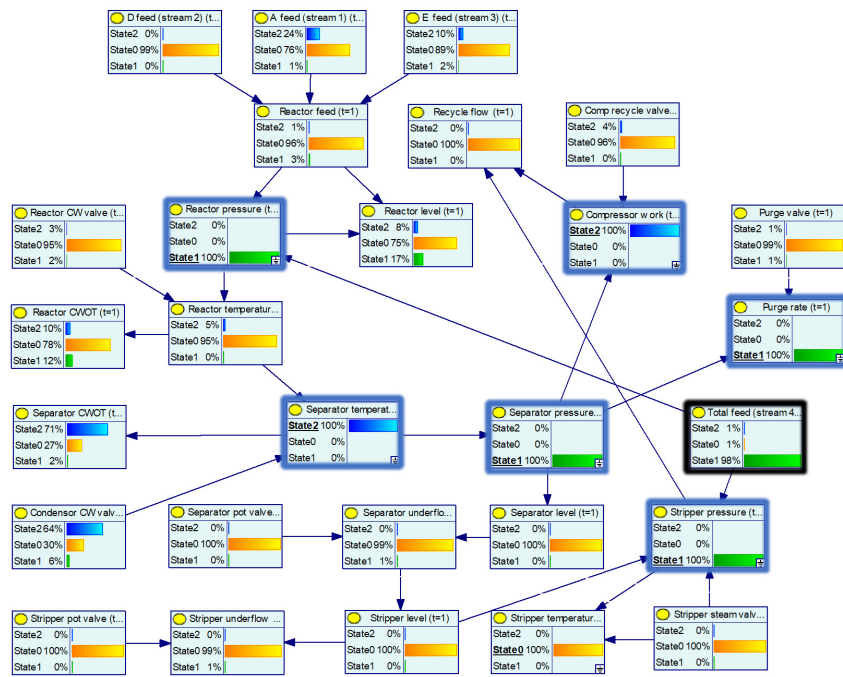 D feed (stream 2) (t...
State2 0%
State0 99%
State1 0%
A feed (stream 1) (t...
State2 24%
State0 76%
State1 1%
E feed (stream 3) (t...
State2 10%
State0 89%
State1 2%
Reactor feed (t=1)
State2 1%
State0 96%
State1 3%
Recycle flow (t=1)
State2 0%
State0 100%
State1 0%
Comp recycle valve...
State2 4%
State0 96%
State1 0%
Reactor CW valve (t...
State2 3%
State0 95%
State1 2%
Reactor pressure (t...
State2 0%
State0 0%
State1 100%
Reactor level (t=1)
State2 8%
State0 75%
State1 17%
Compressor work (t...
State2 100%
State0 0%
State1 0%
Purge valve (t=1)
State2 1%
State0 99%
State1 1%
Reactor CWOT (t=1)
State2 10%
State0 78%
State1 12%
Reactor temperatur...
State2 5%
State0 95%
State1 0%
Purge rate (t=1)
State2 0%
State0 0%
State1 100%
Separator CWOT (t...
State2 71%
State0 27%
State1 2%
Separator temperat...
State2 100%
State0 0%
State1 0%
Separator pressure...
State2 0%
State0 0%
State1 100%
Total feed (stream 4...
State2 1%
State0 1%
State1 98%
Condensor CW valv...
State2 64%
State0 30%
State1 6%
Separator pot valve...
State2 0%
State0 100%
State1 0%
Separator underflo...
State2 0%
State0 99%
State1 1%
Separator level (t=1)
State2 0%
State0 100%
State1 0%
Stripper pressure (t...
State2 0%
State0 0%
State1 100%
Stripper pot valve (t...
State2 0%
State0 100%
State1 0%
Stripper underflow ...
State2 0%
State0 99%
State1 1%
Stripper level (t=1)
State2 0%
State0 100%
State1 0%
Stripper temperatur...
State2 0%
State0 100%
State1 0%
Stripper steam valv...
State2 0%
State0 100%
State1 0%